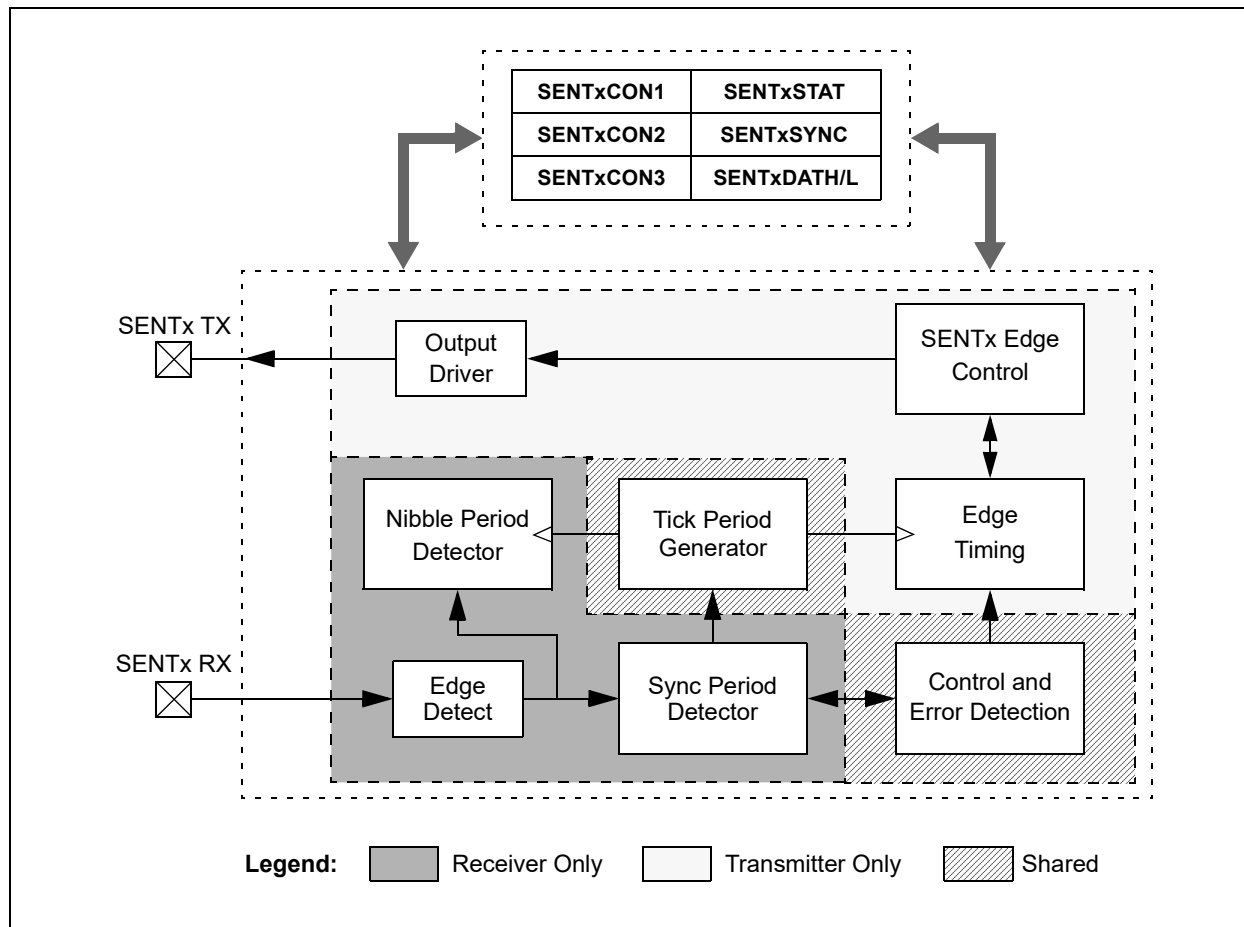 SENTxCON1 SENTxSTAT
SENTxCON2 SENTxSYNC
SENTxCON3 SENTxDATH/L
SENTx TX
Output
Driver
SENTx Edge
Control
Nibble Period
Detector
Tick Period
Generator
Edge
Timing
SENTx RX
Edge
Detect
Sync Period
Detector
Control and
Error Detection
Legend: Receiver Only Transmitter Only Shared